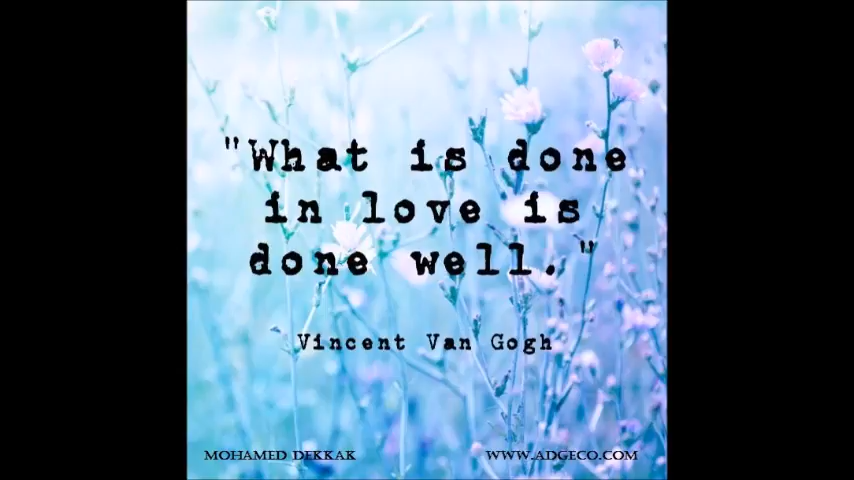 "What is done
in love is
done well."
Vincent Van Gogh
MOHAMED DEKKAK
WWW.ADGECO.COM